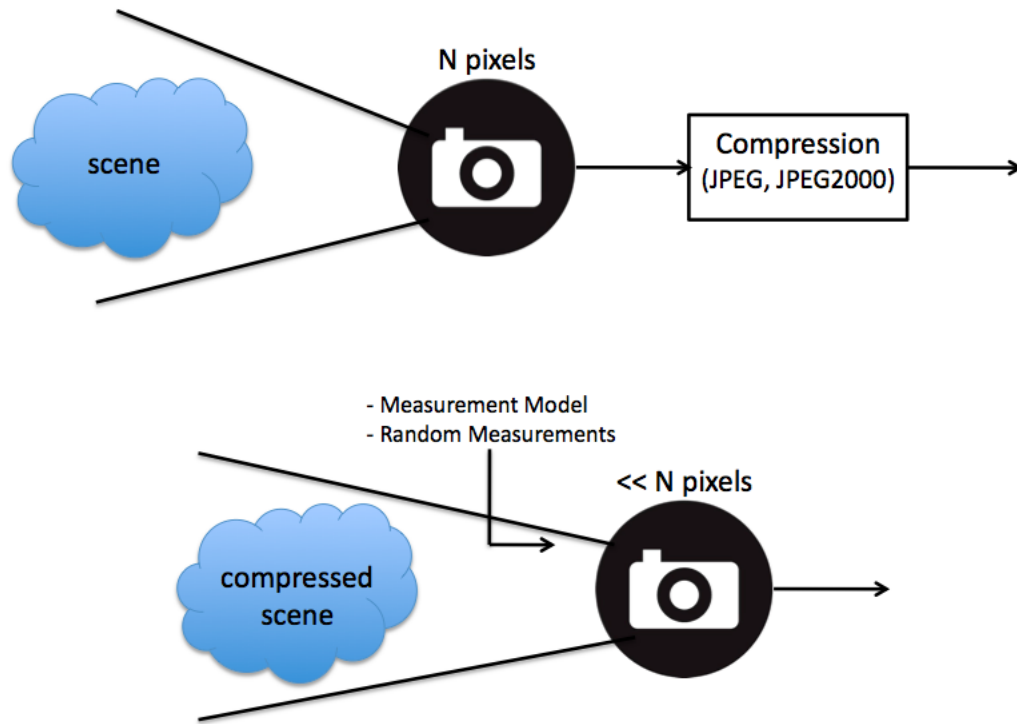 N pixels
scene
Compression
(JPEG, JPEG2000)
- Measurement Model
- Random Measurements
<< N pixels
compressed
scene